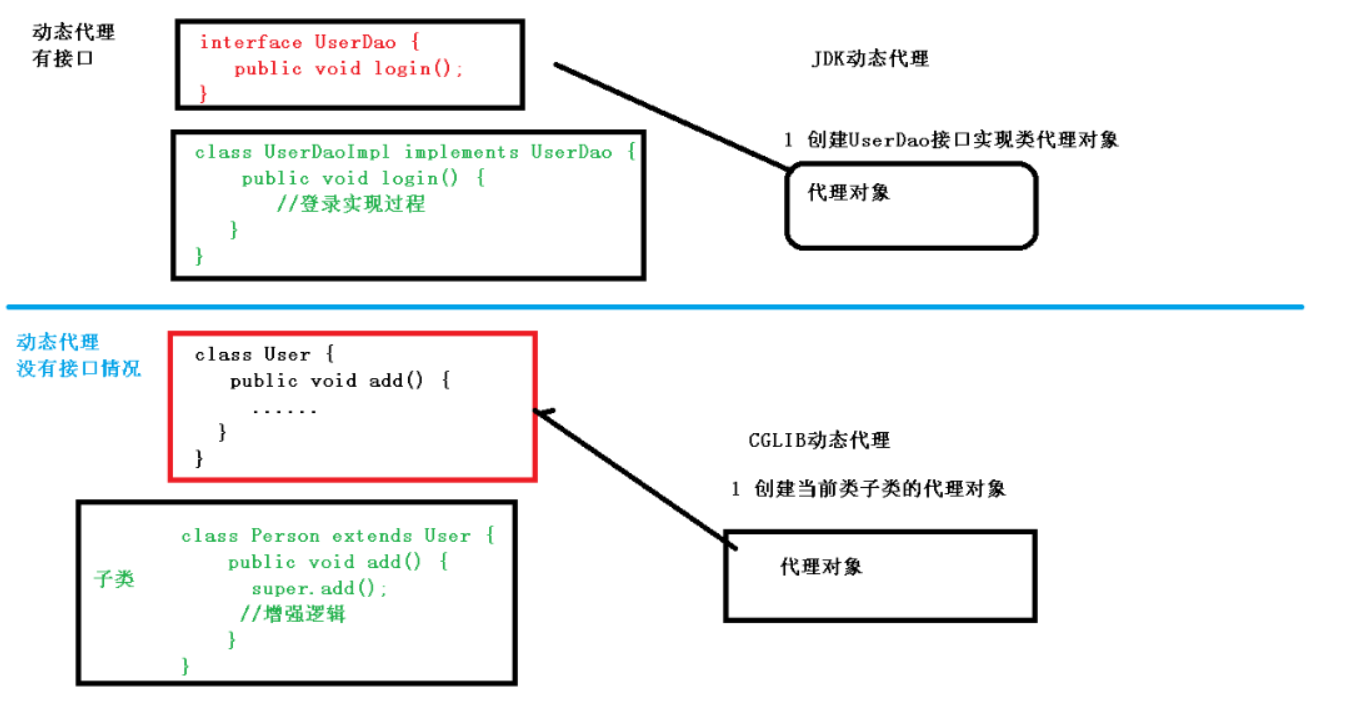 动态代理
有接口
interface UserDao {
public void login();
}
class UserDaoImpl implements UserDao {
public void login() {
//登录实现过程
}
}
JDK动态代理
1 创建UserDao接口实现类代理对象
代理对象
动态代理
没有接口情况
class User {
public void add() {
......
}
}
子类
class Person extends User {
public void add() {
super.add();
//增强逻辑
}
}
CGLIB动态代理
1 创建当前类子类的代理对象
代理对象